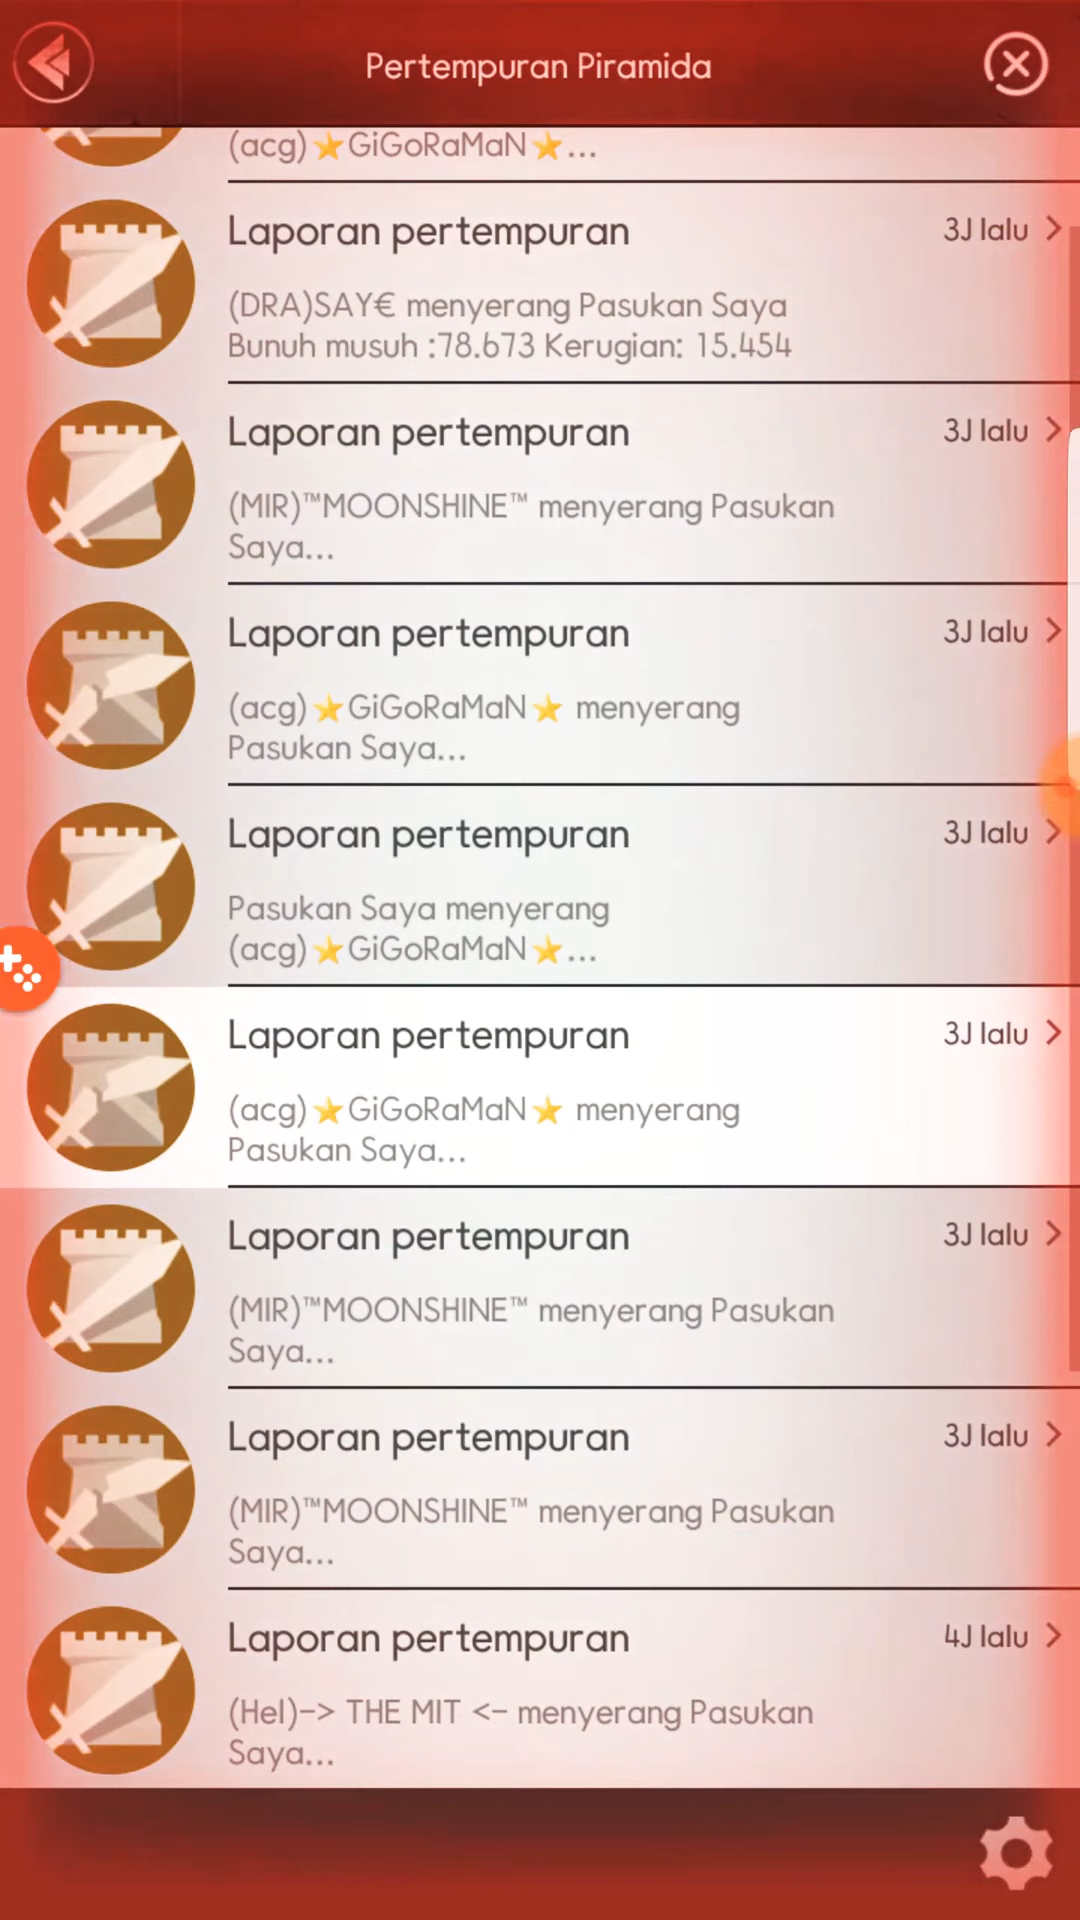 Pertempuran Piramida
(acg)⭐GiGoRaMaN⭐...
Laporan pertempuran
3J lalu
(DRA)SAY€ menyerang Pasukan Saya
Bunuh musuh :78.673 Kerugian: 15.454
Laporan pertempuran
3J lalu
(MIR)™MOONSHINE™ menyerang Pasukan
Saya...
Laporan pertempuran
3J lalu
(acg)⭐GiGoRaMaN⭐ menyerang
Pasukan Saya...
Laporan pertempuran
3J lalu
Pasukan Saya menyerang
(acg)⭐GiGoRaMaN⭐...
Laporan pertempuran
3J lalu
(acg)⭐GiGoRaMaN⭐ menyerang
Pasukan Saya...
Laporan pertempuran
3J lalu
(MIR)™MOONSHINE™ menyerang Pasukan
Saya...
Laporan pertempuran
3J lalu
(MIR)™MOONSHINE™ menyerang Pasukan
Saya...
Laporan pertempuran
4J lalu
(Hel)-> THE MIT <- menyerang Pasukan
Saya...